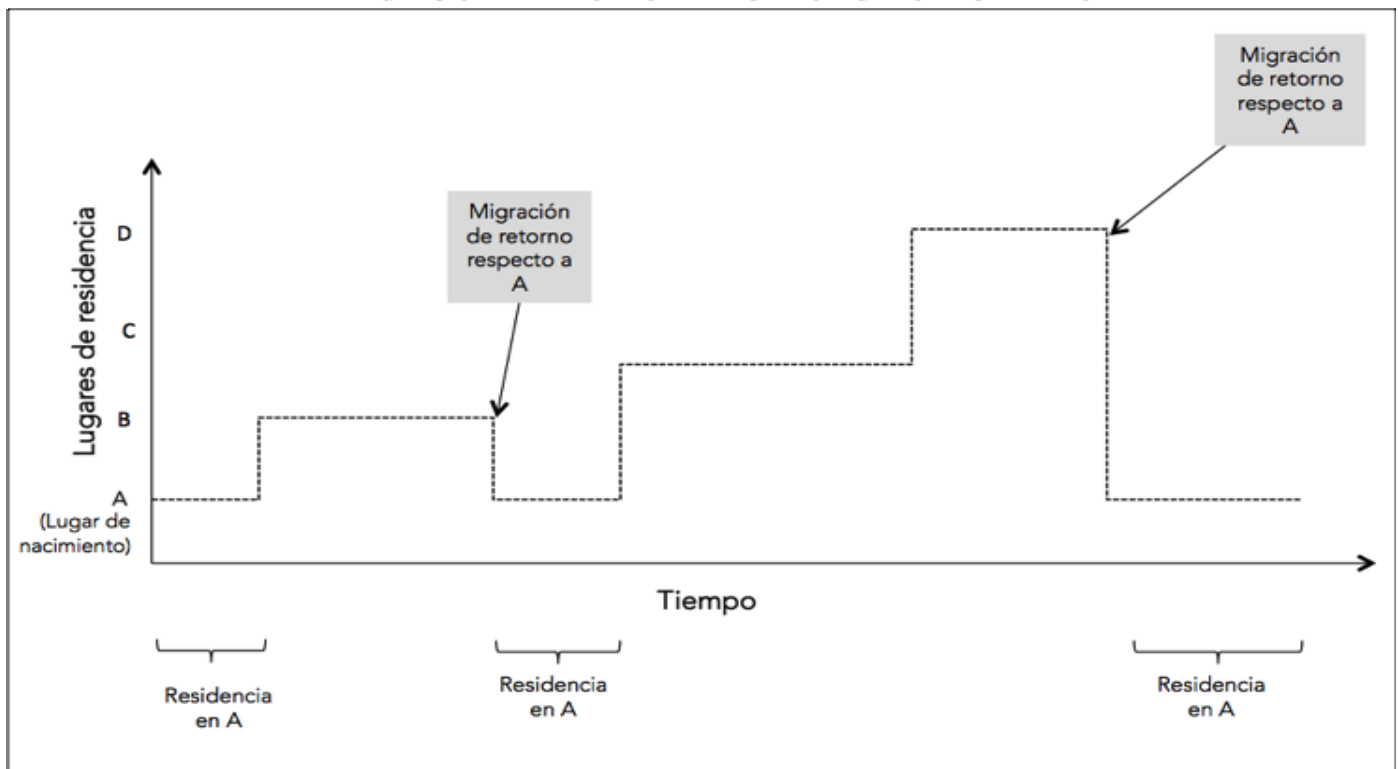 Migración
de retorno
respecto a
A
Migración
de retorno
respecto a
A
Lugares de residencia
D
C
B
A
(Lugar de
nacimiento)
Tiempo
Residencia
en A
Residencia
en A
Residencia
en A